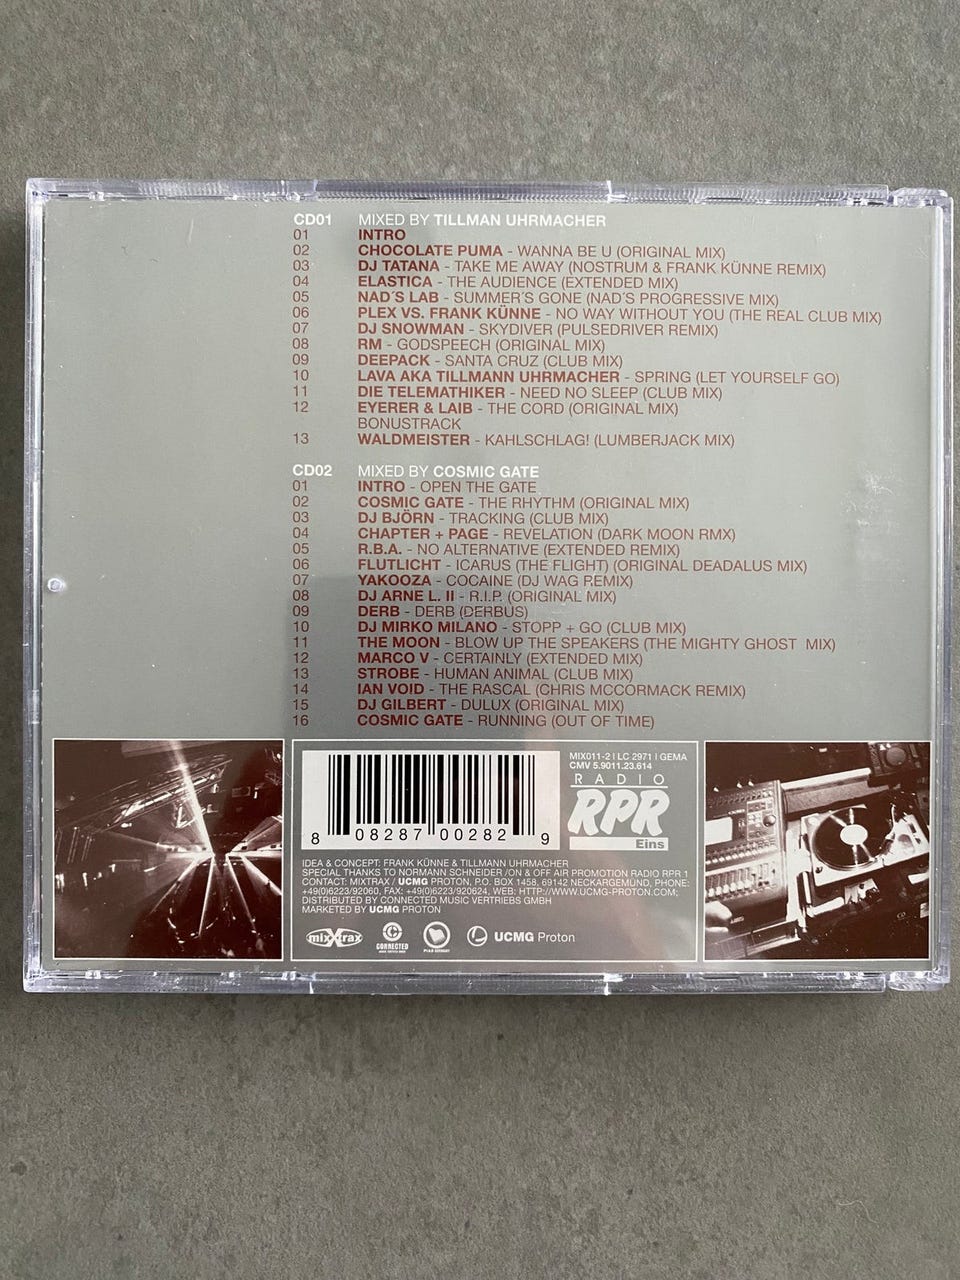 CD01 MIXED BY TILLMAN UHRMACHER
01 INTRO
02 CHOCOLATE PUMA - WANNA BE U (ORIGINAL MIX)
03 DJ TATANA - TAKE ME AWAY (NOSTRUM & FRANK KÜNNE REMIX)
04 ELASTICA - THE AUDIENCE (EXTENDED MIX)
05 NAD´S LAB - SUMMER´S GONE (NAD´S PROGRESSIVE MIX)
06 PLEX VS. FRANK KÜNNE - NO WAY WITHOUT YOU (THE REAL CLUB MIX)
07 DJ SNOWMAN - SKYDIVER (PULSEDRIVER REMIX)
08 RM - GODSPEECH (ORIGINAL MIX)
09 DEEPACK - SANTA CRUZ (CLUB MIX)
10 LAVA AKA TILLMANN UHRMACHER - SPRING (LET YOURSELF GO)
11 DIE TELEMATHIKER - NEED NO SLEEP (CLUB MIX)
12 EYERER & LAIB - THE CORD (ORIGINAL MIX)
BONUSTRACK
13 WALDMEISTER - KAHLSCHLAG! (LUMBERJACK MIX)
CD02 MIXED BY COSMIC GATE
01 INTRO - OPEN THE GATE
02 COSMIC GATE - THE RHYTHM (ORIGINAL MIX)
03 DJ BJÖRN - TRACKING (CLUB MIX)
04 CHAPTER + PAGE - REVELATION (DARK MOON RMX)
05 R.B.A. - NO ALTERNATIVE (EXTENDED REMIX)
06 FLUTLICHT - ICARUS (THE FLIGHT) (ORIGINAL DEADALUS MIX)
07 YAKOOZA - COCAINE (DJ WAG REMIX)
08 DJ ARNE L. II - R.I.P. (ORIGINAL MIX)
09 DERB - DERB (DERBUS)
10 DJ MIRKO MILANO - STOPP + GO (CLUB MIX)
11 THE MOON - BLOW UP THE SPEAKERS (THE MIGHTY GHOST MIX)
12 MARCO V - CERTAINLY (EXTENDED MIX)
13 STROBE - HUMAN ANIMAL (CLUB MIX)
14 IAN VOID - THE RASCAL (CHRIS MCCORMACK REMIX)
15 DJ GILBERT - DULUX (ORIGINAL MIX)
16 COSMIC GATE - RUNNING (OUT OF TIME)
8 08287 00282 9
MIX011-2 | LC 2971 | GEMA
CMV 5.9011.23.614
RADIO
RPR
Eins
IDEA & CONCEPT: FRANK KÜNNE & TILLMANN UHRMACHER
SPECIAL THANKS TO NORMANN SCHNEIDER /ON & OFF AIR PROMOTION RADIO RPR 1
CONTACT: MIXTRAX / UCMG PROTON, P.O. BOX 1458, 69142 NECKARGEMÜND, PHONE:
+49(0)6223/92060, FAX: +49(0)6223/920624, WEB: HTTP://WWW.UCMG-PROTON.COM;
DISTRIBUTED BY CONNECTED MUSIC VERTRIEBS GMBH
MARKETED BY UCMG PROTON
mixXtrax
CONNECTED
UCMG Proton